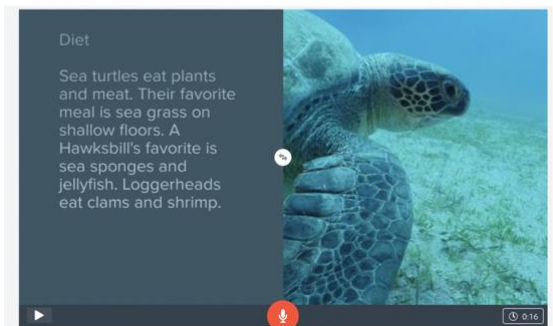 Diet
Sea turtles eat plants
and meat. Their favorite
meal is sea grass on
shallow floors. A
Hawksbill's favorite is
sea sponges and
jellyfish. Loggerheads
eat clams and shrimp.
0:16